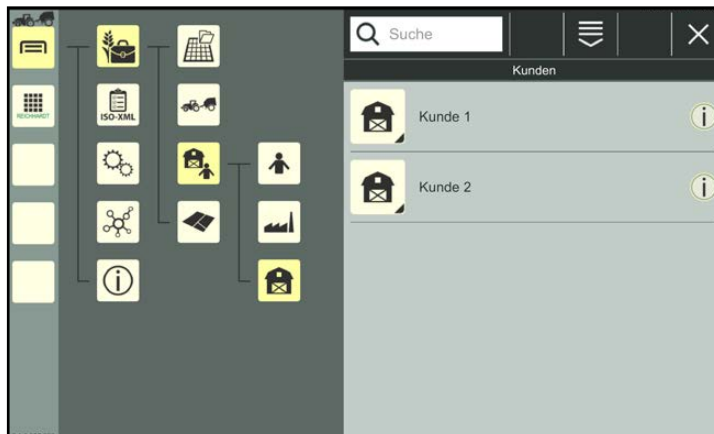 Suche
Kunden
REICHHARDT
ISO-XML
Kunde 1
Kunde 2